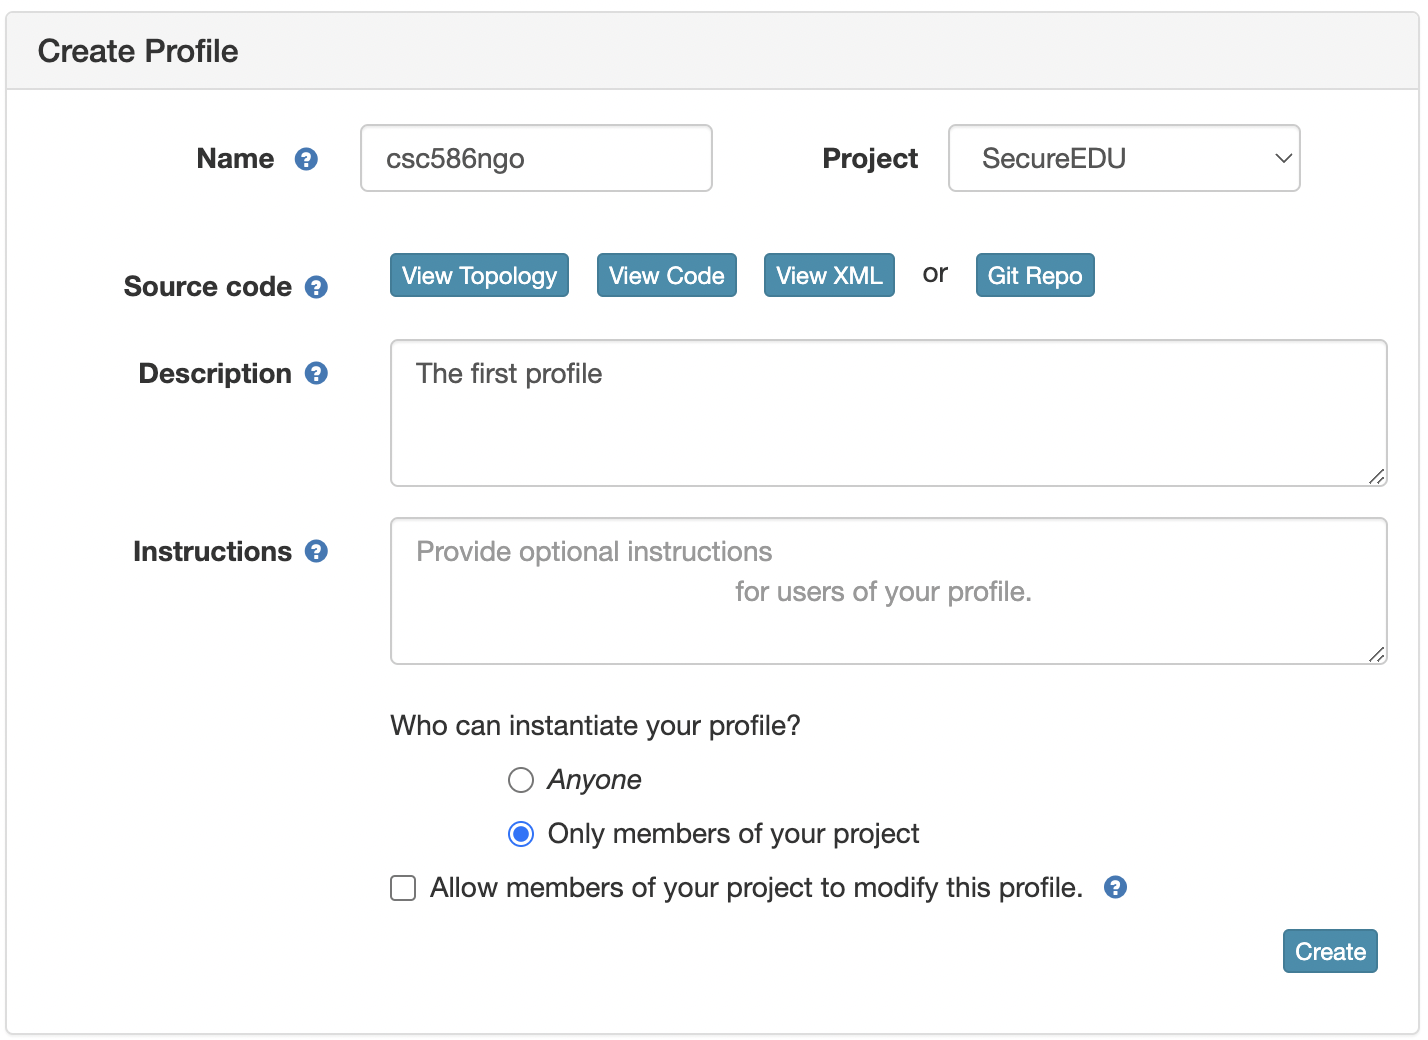 Create Profile
Name ? csc586ngo Project SecureEDU
Source code ? View Topology View Code View XML or Git Repo
Description ? The first profile
Instructions ? Provide optional instructions
for users of your profile.
Who can instantiate your profile?
Anyone
Only members of your project
Allow members of your project to modify this profile. ?
Create